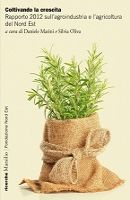 Coltivando la crescita
Rapporto 2012 sull'agroindustria e l'agricoltura
del Nord Est
a cura di Daniele Marini e Silvia Oliva
ricerche Marsilio - Fondazione Nord Est